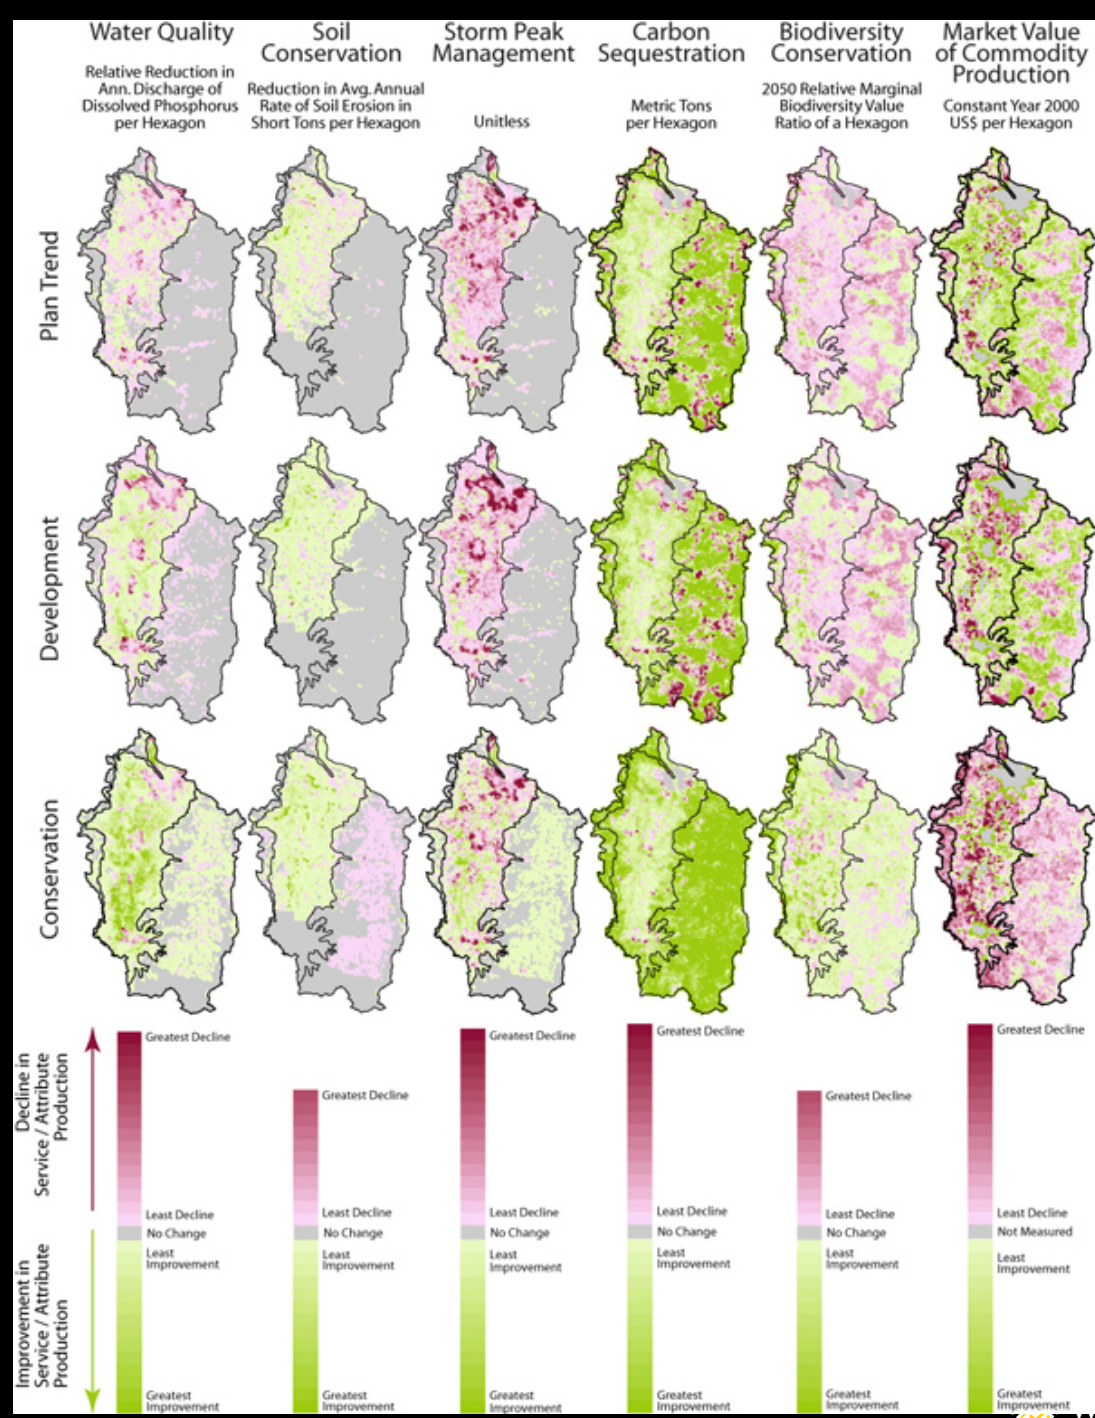 Water Quality
Relative Reduction in
Ann. Discharge of
Dissolved Phosphorus
per Hexagon
Soil
Conservation
Reduction in Avg. Annual
Rate of Soil Erosion in
Short Tons per Hexagon
Storm Peak
Management
Unitless
Carbon
Sequestration
Metric Tons
per Hexagon
Biodiversity
Conservation
2050 Relative Marginal
Biodiversity Value
Ratio of a Hexagon
Market Value
of Commodity
Production
Constant Year 2000
US$ per Hexagon
Plan Trend
Development
Conservation
Decline in
Service / Attribute
Production
Improvement in
Service / Attribute
Production
Greatest Decline
Least Decline
No Change
Least
Improvement
Greatest
Improvement
Greatest Decline
Least Decline
No Change
Least
Improvement
Greatest
Improvement
Greatest Decline
Least Decline
No Change
Least
Improvement
Greatest
Improvement
Greatest Decline
Least Decline
No Change
Least
Improvement
Greatest
Improvement
Greatest Decline
Least Decline
No Change
Least
Improvement
Greatest
Improvement
Greatest Decline
Least Decline
Not Measured
Least
Improvement
Greatest
Improvement